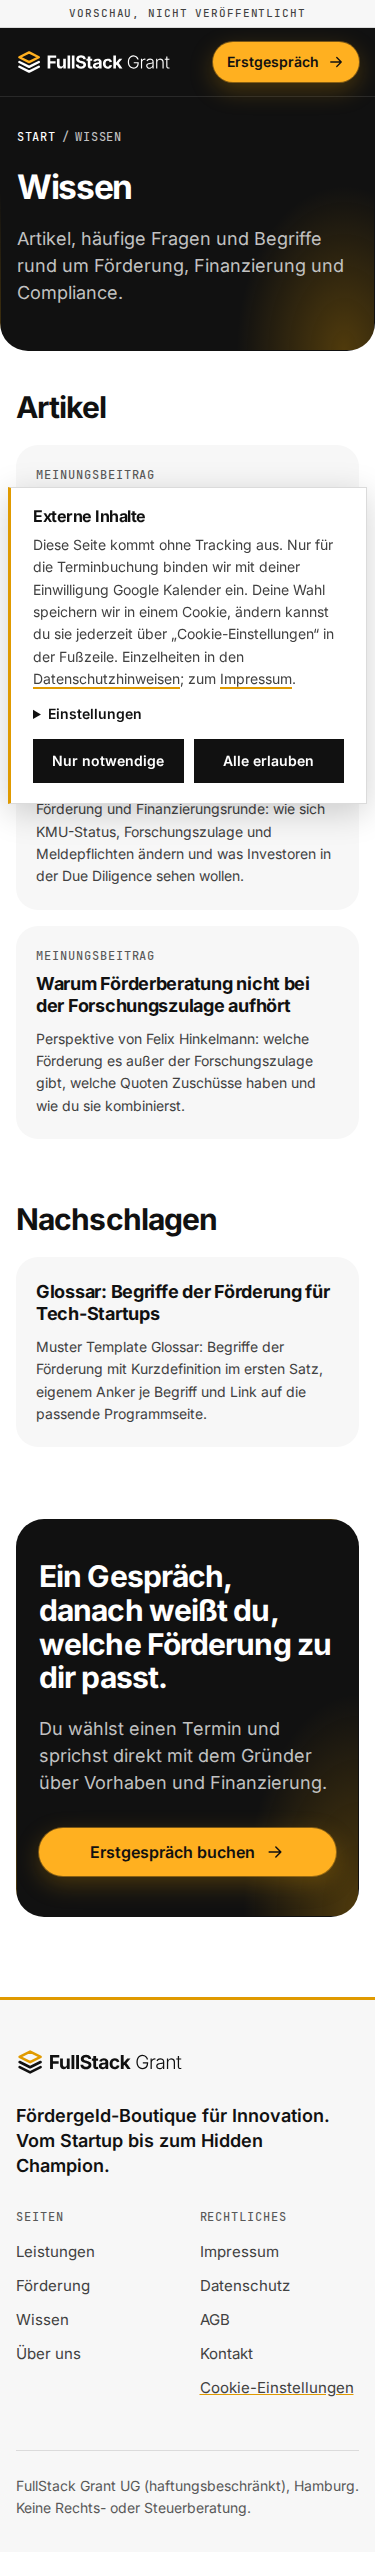 VORSCHAU, NICHT VERÖFFENTLICHT
FullStack Grant
Erstgespräch →
START / WISSEN
Wissen
Artikel, häufige Fragen und Begriffe
rund um Förderung, Finanzierung und
Compliance.
Artikel
MEINUNGSBEITRAG
Externe Inhalte
Diese Seite kommt ohne Tracking aus. Nur für
die Terminbuchung binden wir mit deiner
Einwilligung Google Kalender ein. Deine Wahl
speichern wir in einem Cookie, ändern kannst
du sie jederzeit über „Cookie-Einstellungen“ in
der Fußzeile. Einzelheiten in den
Datenschutzhinweisen; zum Impressum.
▶ Einstellungen
Nur notwendige
Alle erlauben
Förderung und Finanzierungsrunde: wie sich
KMU-Status, Forschungszulage und
Meldepflichten ändern und was Investoren in
der Due Diligence sehen wollen.
MEINUNGSBEITRAG
Warum Förderberatung nicht bei
der Forschungszulage aufhört
Perspektive von Felix Hinkelmann: welche
Förderung es außer der Forschungszulage
gibt, welche Quoten Zuschüsse haben und
wie du sie kombinierst.
Nachschlagen
Glossar: Begriffe der Förderung für
Tech-Startups
Muster Template Glossar: Begriffe der
Förderung mit Kurzdefinition im ersten Satz,
eigenem Anker je Begriff und Link auf die
passende Programmseite.
Ein Gespräch,
danach weißt du,
welche Förderung zu
dir passt.
Du wählst einen Termin und
sprichst direkt mit dem Gründer
über Vorhaben und Finanzierung.
Erstgespräch buchen →
FullStack Grant
Fördergeld-Boutique für Innovation.
Vom Startup bis zum Hidden
Champion.
SEITEN
Leistungen
Förderung
Wissen
Über uns
RECHTLICHES
Impressum
Datenschutz
AGB
Kontakt
Cookie-Einstellungen
FullStack Grant UG (haftungsbeschränkt), Hamburg.
Keine Rechts- oder Steuerberatung.